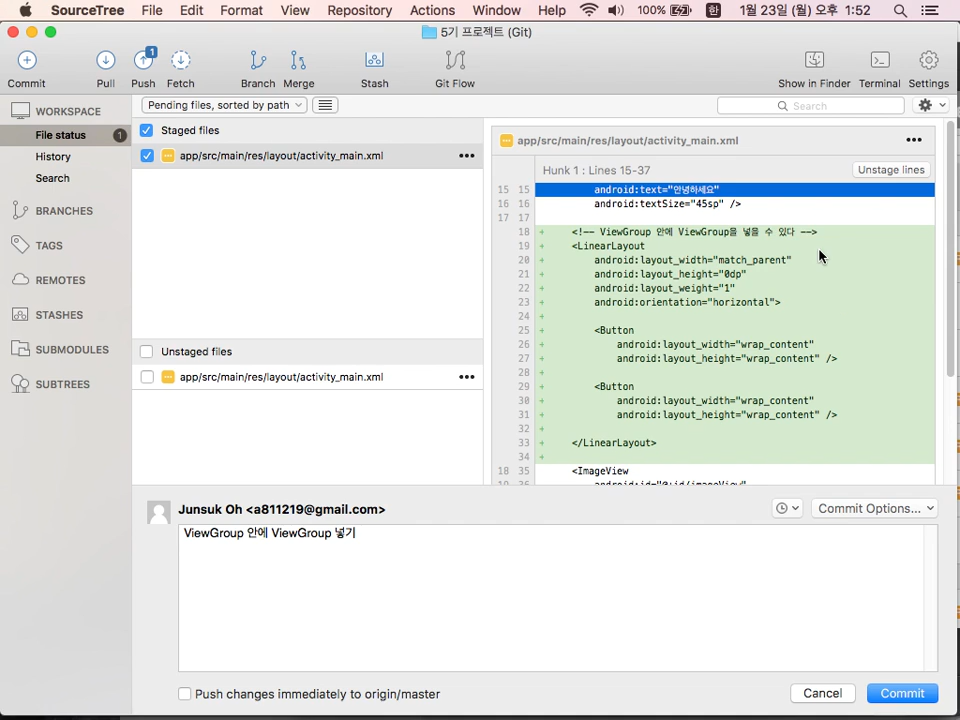 SourceTree File Edit Format View Repository Actions Window Help 100% 한 1월 23일 (월) 오후 1:52
5기 프로젝트 (Git)
1
Commit Pull Push Fetch Branch Merge Stash Git Flow Show in Finder Terminal Settings
WORKSPACE
File status 1
History
Search
BRANCHES
TAGS
REMOTES
STASHES
SUBMODULES
SUBTREES
Pending files, sorted by path
Search
Staged files
app/src/main/res/layout/activity_main.xml •••
Unstaged files
app/src/main/res/layout/activity_main.xml •••
app/src/main/res/layout/activity_main.xml •••
Hunk 1 : Lines 15-37 Unstage lines
15 15 android:text="안녕하세요"
16 16 android:textSize="45sp" />
17 17
18 + <!-- ViewGroup 안에 ViewGroup을 넣을 수 있다 -->
19 + <LinearLayout
20 + android:layout_width="match_parent"
21 + android:layout_height="0dp"
22 + android:layout_weight="1"
23 + android:orientation="horizontal">
24 +
25 + <Button
26 + android:layout_width="wrap_content"
27 + android:layout_height="wrap_content" />
28 +
29 + <Button
30 + android:layout_width="wrap_content"
31 + android:layout_height="wrap_content" />
32 +
33 + </LinearLayout>
34 +
18 35 <ImageView
19 36 android:id="@+id/imageView"
Junsuk Oh <a811219@gmail.com>
Commit Options...
ViewGroup 안에 ViewGroup 넣기
Push changes immediately to origin/master
Cancel Commit